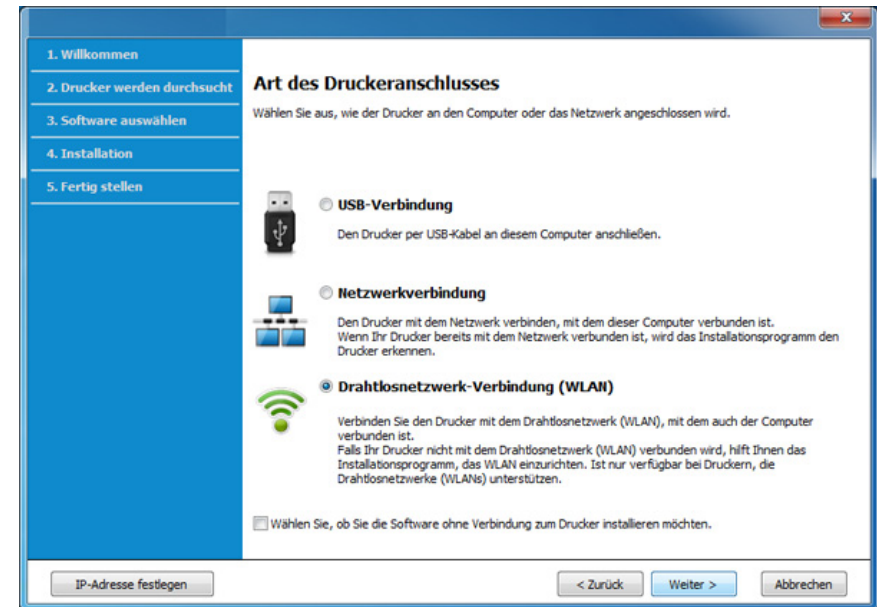 1. Willkommen
2. Drucker werden durchsucht
3. Software auswählen
4. Installation
5. Fertig stellen
Art des Druckeranschlusses
Wählen Sie aus, wie der Drucker an den Computer oder das Netzwerk angeschlossen wird.
USB-Verbindung
Den Drucker per USB-Kabel an diesem Computer anschließen.
Netzwerkverbindung
Den Drucker mit dem Netzwerk verbinden, mit dem dieser Computer verbunden ist.
Wenn Ihr Drucker bereits mit dem Netzwerk verbunden ist, wird das Installationsprogramm den
Drucker erkennen.
Drahtlosnetzwerk-Verbindung (WLAN)
Verbinden Sie den Drucker mit dem Drahtlosnetzwerk (WLAN), mit dem auch der Computer
verbunden ist.
Falls Ihr Drucker nicht mit dem Drahtlosnetzwerk (WLAN) verbunden wird, hilft Ihnen das
Installationsprogramm, das WLAN einzurichten. Ist nur verfügbar bei Druckern, die
Drahtlosnetzwerke (WLANs) unterstützen.
Wählen Sie, ob Sie die Software ohne Verbindung zum Drucker installieren möchten.
IP-Adresse festlegen
< Zurück
Weiter >
Abbrechen